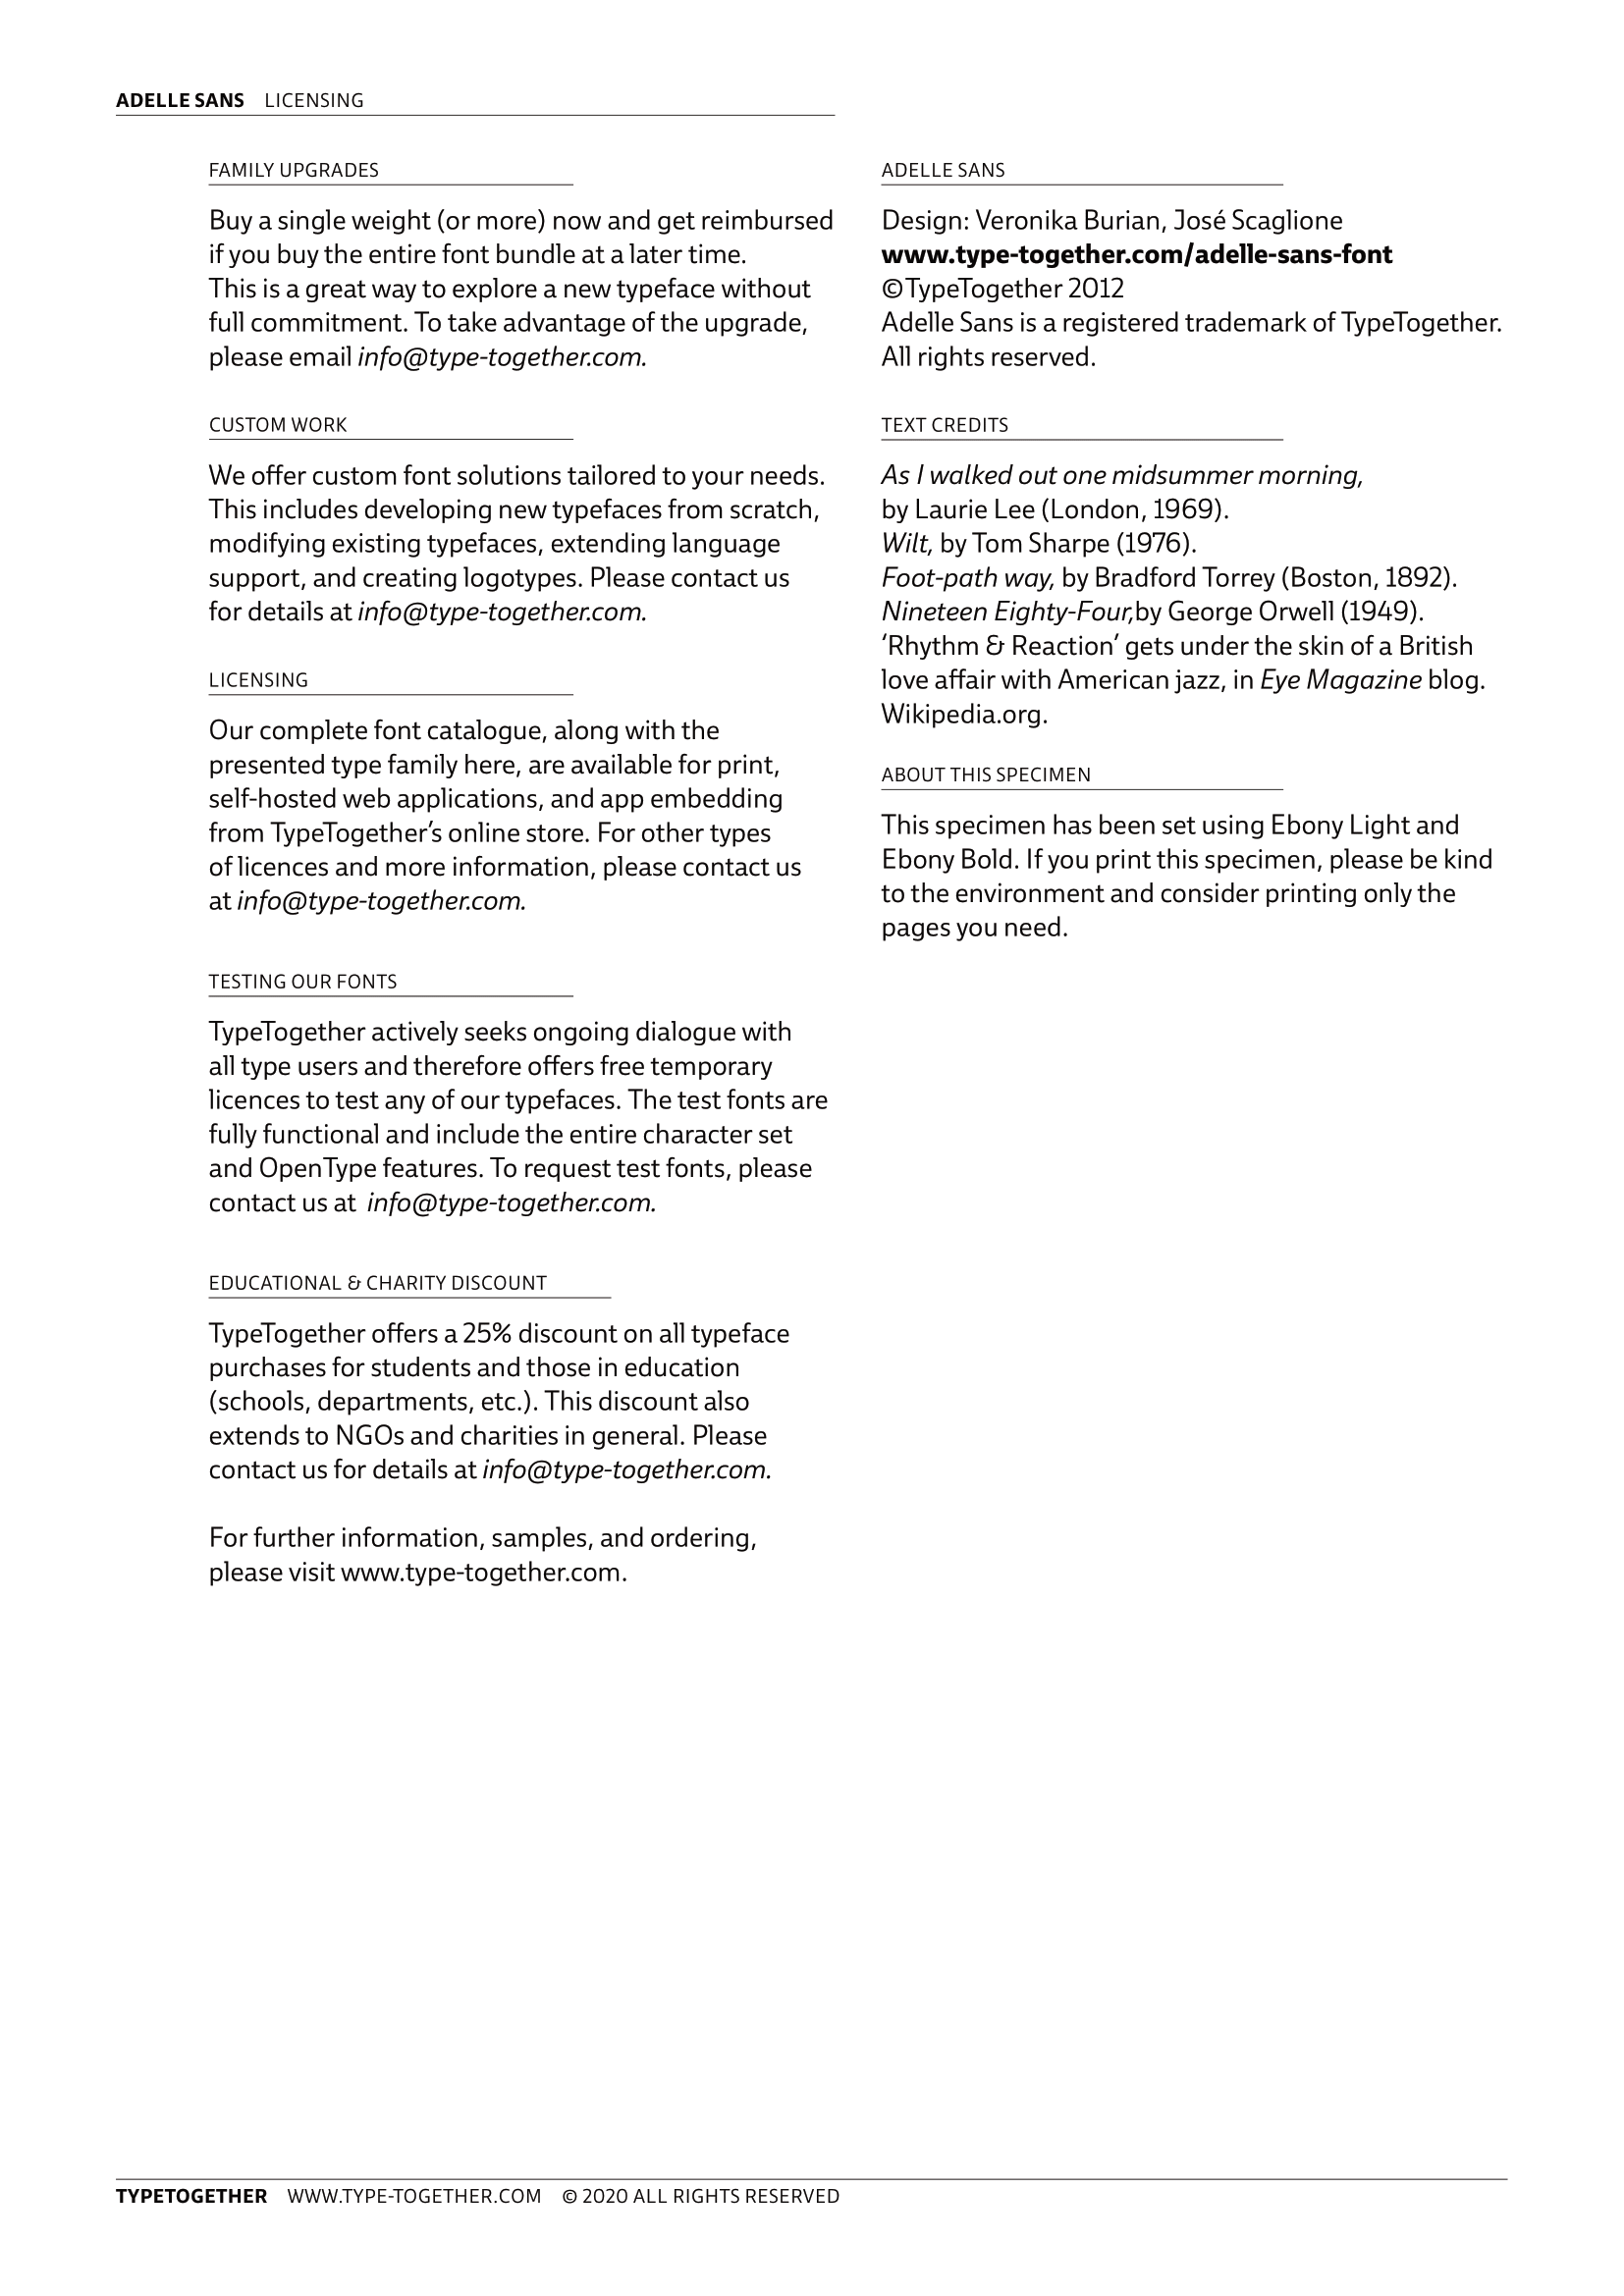 ADELLE SANS LICENSING
FAMILY UPGRADES
Buy a single weight (or more) now and get reimbursed
if you buy the entire font bundle at a later time.
This is a great way to explore a new typeface without
full commitment. To take advantage of the upgrade,
please email info@type-together.com.
CUSTOM WORK
We offer custom font solutions tailored to your needs.
This includes developing new typefaces from scratch,
modifying existing typefaces, extending language
support, and creating logotypes. Please contact us
for details at info@type-together.com.
LICENSING
Our complete font catalogue, along with the
presented type family here, are available for print,
self-hosted web applications, and app embedding
from TypeTogether’s online store. For other types
of licences and more information, please contact us
at info@type-together.com.
TESTING OUR FONTS
TypeTogether actively seeks ongoing dialogue with
all type users and therefore offers free temporary
licences to test any of our typefaces. The test fonts are
fully functional and include the entire character set
and OpenType features. To request test fonts, please
contact us at info@type-together.com.
EDUCATIONAL & CHARITY DISCOUNT
TypeTogether offers a 25% discount on all typeface
purchases for students and those in education
(schools, departments, etc.). This discount also
extends to NGOs and charities in general. Please
contact us for details at info@type-together.com.
For further information, samples, and ordering,
please visit www.type-together.com.
ADELLE SANS
Design: Veronika Burian, José Scaglione
www.type-together.com/adelle-sans-font
©TypeTogether 2012
Adelle Sans is a registered trademark of TypeTogether.
All rights reserved.
TEXT CREDITS
As I walked out one midsummer morning,
by Laurie Lee (London, 1969).
Wilt, by Tom Sharpe (1976).
Foot-path way, by Bradford Torrey (Boston, 1892).
Nineteen Eighty-Four,by George Orwell (1949).
‘Rhythm & Reaction’ gets under the skin of a British
love affair with American jazz, in Eye Magazine blog.
Wikipedia.org.
ABOUT THIS SPECIMEN
This specimen has been set using Ebony Light and
Ebony Bold. If you print this specimen, please be kind
to the environment and consider printing only the
pages you need.
TYPETOGETHER WWW.TYPE-TOGETHER.COM © 2020 ALL RIGHTS RESERVED